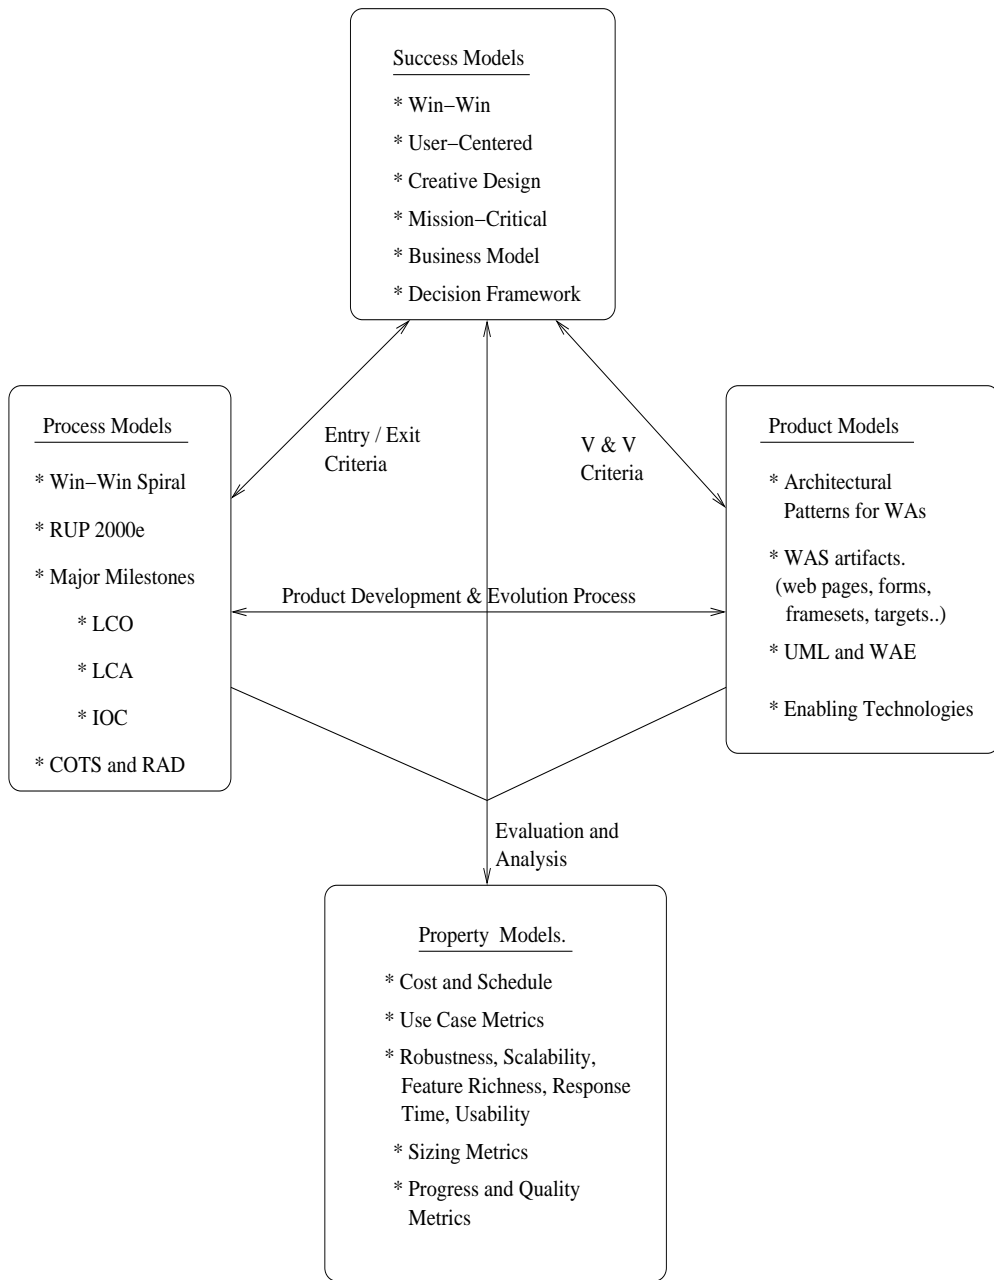 Success Models
* Win−Win
* User−Centered
* Creative Design
* Mission−Critical
* Business Model
* Decision Framework
Process Models
* Win−Win Spiral
* RUP 2000e
* Major Milestones
* LCO
* LCA
* IOC
* COTS and RAD
Entry / Exit
Criteria
V & V
Criteria
Product Models
* Architectural
Patterns for WAs
* WAS artifacts.
(web pages, forms,
framesets, targets..)
* UML and WAE
* Enabling Technologies
Product Development & Evolution Process
Evaluation and
Analysis
Property Models.
* Cost and Schedule
* Use Case Metrics
* Robustness, Scalability,
Feature Richness, Response
Time, Usability
* Sizing Metrics
* Progress and Quality
Metrics